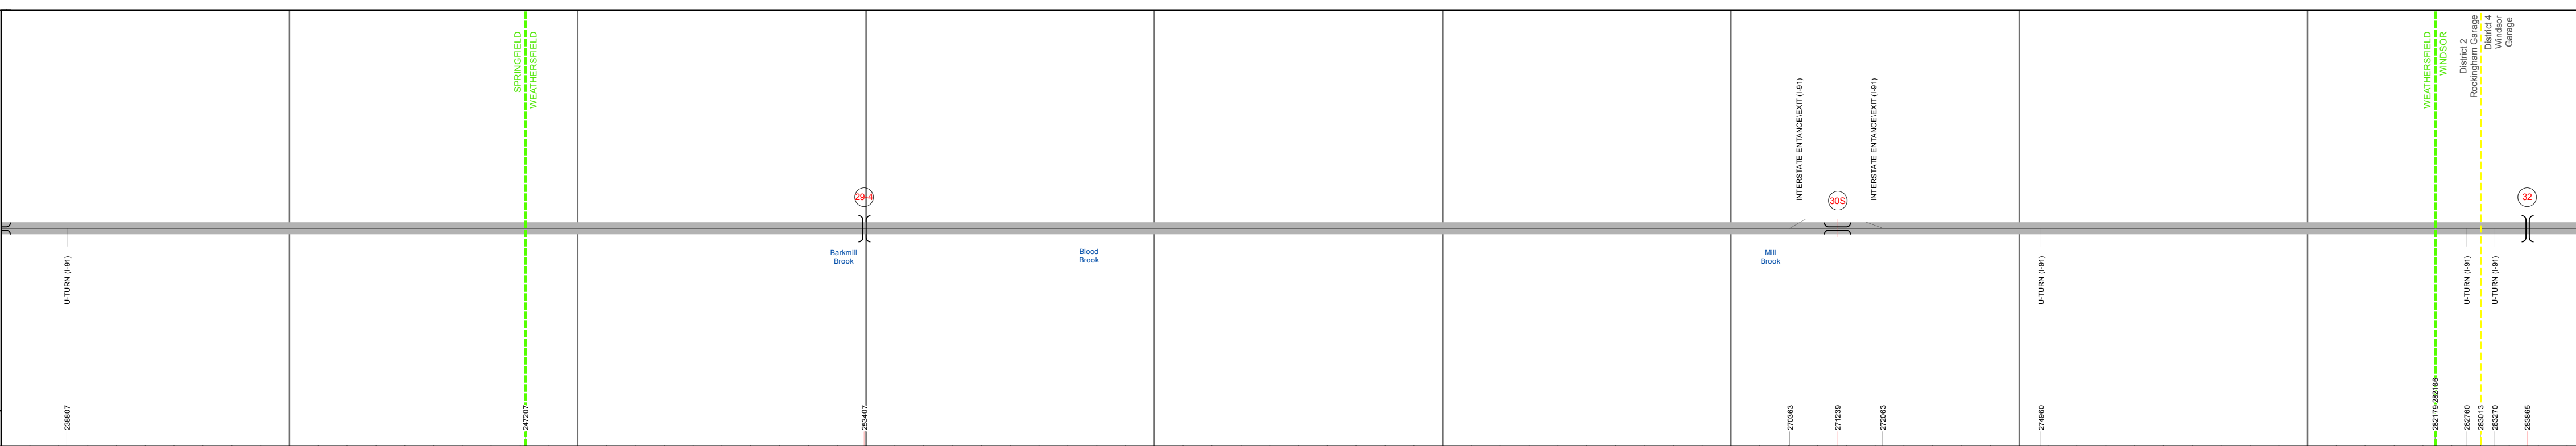 SPRINGFIELD
WEATHERSFIELD
WEATHERSFIELD
WINDSOR
District 2
Rockingham Garage
District 4
Windsor
Garage
INTERSTATE ENTANCE\EXIT (I-91)
INTERSTATE ENTANCE\EXIT (I-91)
29-4
30S
32
Barkmill
Brook
Blood
Brook
Mill
Brook
U-TURN (I-91)
U-TURN (I-91)
U-TURN (I-91)
U-TURN (I-91)
238807
247207
253407
270363
271239
272063
274960
282179 282186
282760
283013
283270
283865